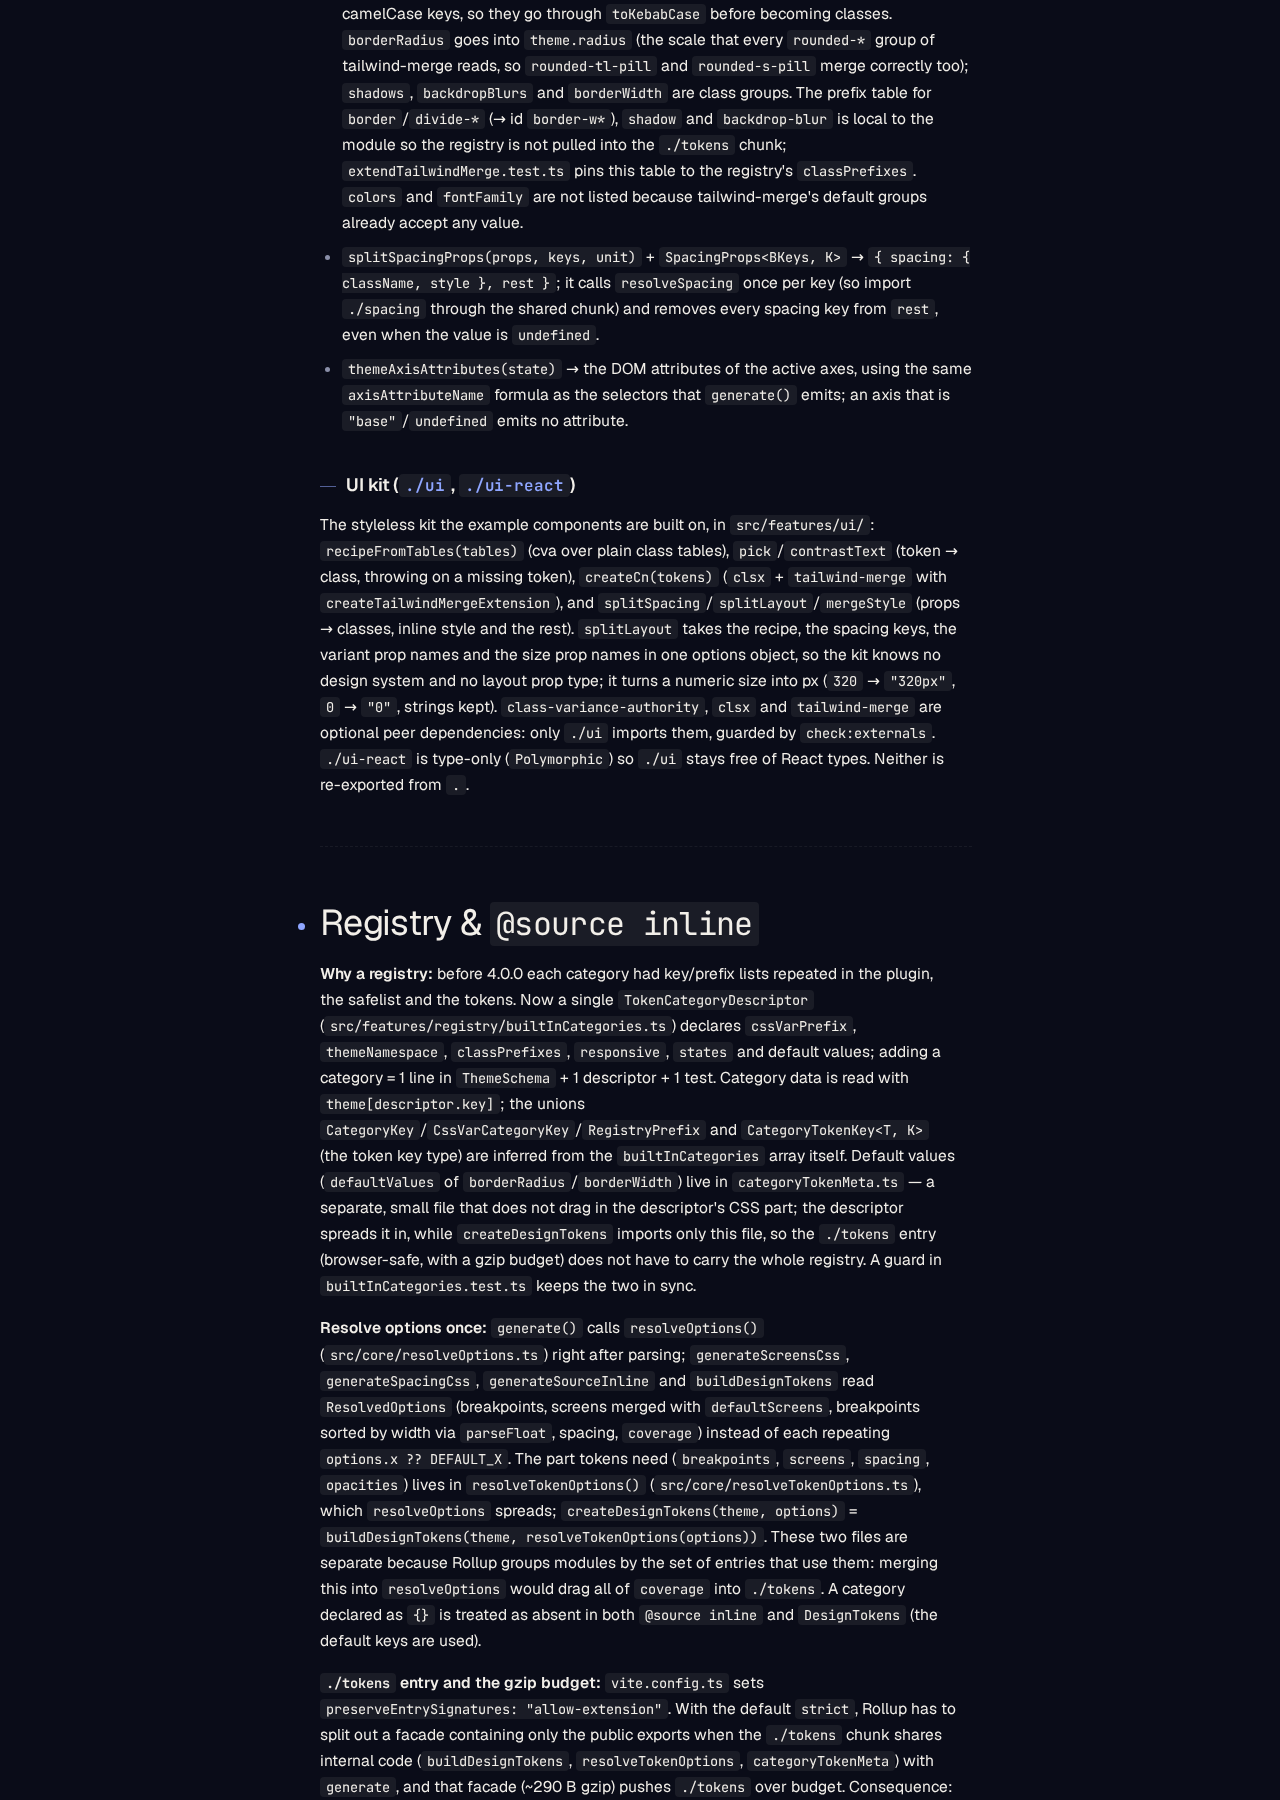 camelCase keys, so they go through toKebabCase before becoming classes.
borderRadius goes into theme.radius (the scale that every rounded-* group of
tailwind-merge reads, so rounded-tl-pill and rounded-s-pill merge correctly too);
shadows, backdropBlurs and borderWidth are class groups. The prefix table for
border/divide-* (→ id border-w*), shadow and backdrop-blur is local to the
module so the registry is not pulled into the ./tokens chunk;
extendTailwindMerge.test.ts pins this table to the registry's classPrefixes.
colors and fontFamily are not listed because tailwind-merge's default groups
already accept any value.
• splitSpacingProps(props, keys, unit) + SpacingProps<BKeys, K> → { spacing: {
className, style }, rest }; it calls resolveSpacing once per key (so import
./spacing through the shared chunk) and removes every spacing key from rest,
even when the value is undefined.
• themeAxisAttributes(state) → the DOM attributes of the active axes, using the same
axisAttributeName formula as the selectors that generate() emits; an axis that is
"base"/undefined emits no attribute.
— UI kit (./ui, ./ui-react)
The styleless kit the example components are built on, in src/features/ui/:
recipeFromTables(tables) (cva over plain class tables), pick/contrastText (token →
class, throwing on a missing token), createCn(tokens) (clsx + tailwind-merge with
createTailwindMergeExtension), and splitSpacing/splitLayout/mergeStyle (props
→ classes, inline style and the rest). splitLayout takes the recipe, the spacing keys, the
variant prop names and the size prop names in one options object, so the kit knows no
design system and no layout prop type; it turns a numeric size into px (320 → "320px",
0 → "0", strings kept). class-variance-authority, clsx and tailwind-merge are
optional peer dependencies: only ./ui imports them, guarded by check:externals.
./ui-react is type-only (Polymorphic) so ./ui stays free of React types. Neither is
re-exported from ..
• Registry & @source inline
Why a registry: before 4.0.0 each category had key/prefix lists repeated in the plugin,
the safelist and the tokens. Now a single TokenCategoryDescriptor
(src/features/registry/builtInCategories.ts) declares cssVarPrefix,
themeNamespace, classPrefixes, responsive, states and default values; adding a
category = 1 line in ThemeSchema + 1 descriptor + 1 test. Category data is read with
theme[descriptor.key]; the unions
CategoryKey/CssVarCategoryKey/RegistryPrefix and CategoryTokenKey<T, K>
(the token key type) are inferred from the builtInCategories array itself. Default values
(defaultValues of borderRadius/borderWidth) live in categoryTokenMeta.ts — a
separate, small file that does not drag in the descriptor's CSS part; the descriptor
spreads it in, while createDesignTokens imports only this file, so the ./tokens entry
(browser-safe, with a gzip budget) does not have to carry the whole registry. A guard in
builtInCategories.test.ts keeps the two in sync.
Resolve options once: generate() calls resolveOptions()
(src/core/resolveOptions.ts) right after parsing; generateScreensCss,
generateSpacingCss, generateSourceInline and buildDesignTokens read
ResolvedOptions (breakpoints, screens merged with defaultScreens, breakpoints
sorted by width via parseFloat, spacing, coverage) instead of each repeating
options.x ?? DEFAULT_X. The part tokens need (breakpoints, screens, spacing,
opacities) lives in resolveTokenOptions() (src/core/resolveTokenOptions.ts),
which resolveOptions spreads; createDesignTokens(theme, options) =
buildDesignTokens(theme, resolveTokenOptions(options)). These two files are
separate because Rollup groups modules by the set of entries that use them: merging
this into resolveOptions would drag all of coverage into ./tokens. A category
declared as {} is treated as absent in both @source inline and DesignTokens (the
default keys are used).
./tokens entry and the gzip budget: vite.config.ts sets
preserveEntrySignatures: "allow-extension". With the default strict, Rollup has to
split out a facade containing only the public exports when the ./tokens chunk shares
internal code (buildDesignTokens, resolveTokenOptions, categoryTokenMeta) with
generate, and that facade (~290 B gzip) pushes ./tokens over budget. Consequence: